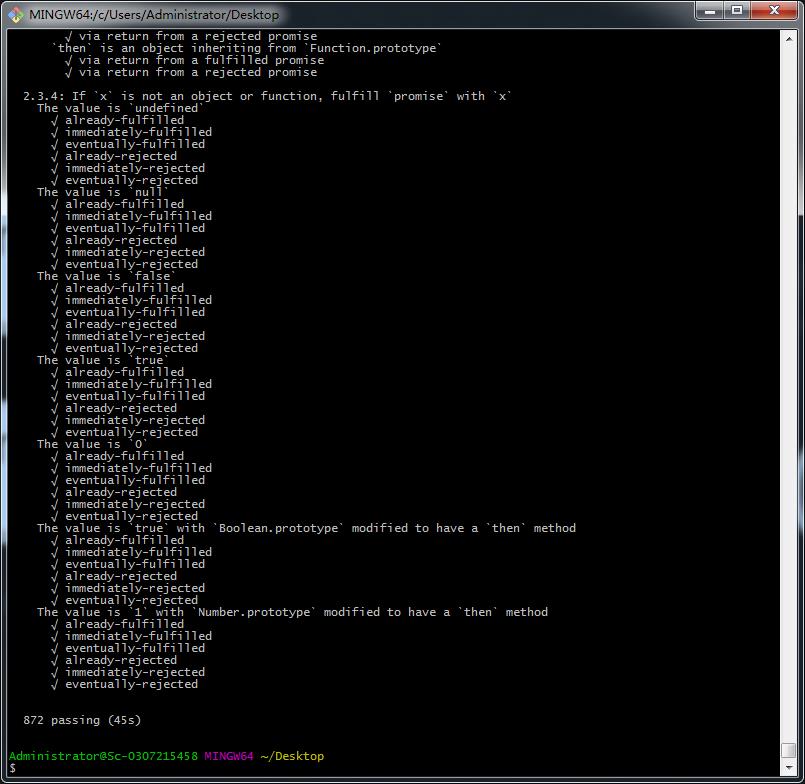 MINGW64:/c/Users/Administrator/Desktop
√ via return from a rejected promise
`then` is an object inheriting from `Function.prototype`
√ via return from a fulfilled promise
√ via return from a rejected promise
2.3.4: If `x` is not an object or function, fulfill `promise` with `x`
The value is `undefined`
√ already-fulfilled
√ immediately-fulfilled
√ eventually-fulfilled
√ already-rejected
√ immediately-rejected
√ eventually-rejected
The value is `null`
√ already-fulfilled
√ immediately-fulfilled
√ eventually-fulfilled
√ already-rejected
√ immediately-rejected
√ eventually-rejected
The value is `false`
√ already-fulfilled
√ immediately-fulfilled
√ eventually-fulfilled
√ already-rejected
√ immediately-rejected
√ eventually-rejected
The value is `true`
√ already-fulfilled
√ immediately-fulfilled
√ eventually-fulfilled
√ already-rejected
√ immediately-rejected
√ eventually-rejected
The value is `0`
√ already-fulfilled
√ immediately-fulfilled
√ eventually-fulfilled
√ already-rejected
√ immediately-rejected
√ eventually-rejected
The value is `true` with `Boolean.prototype` modified to have a `then` method
√ already-fulfilled
√ immediately-fulfilled
√ eventually-fulfilled
√ already-rejected
√ immediately-rejected
√ eventually-rejected
The value is `1` with `Number.prototype` modified to have a `then` method
√ already-fulfilled
√ immediately-fulfilled
√ eventually-fulfilled
√ already-rejected
√ immediately-rejected
√ eventually-rejected
872 passing (45s)
Administrator@Sc-0307215458 MINGW64 ~/Desktop
$